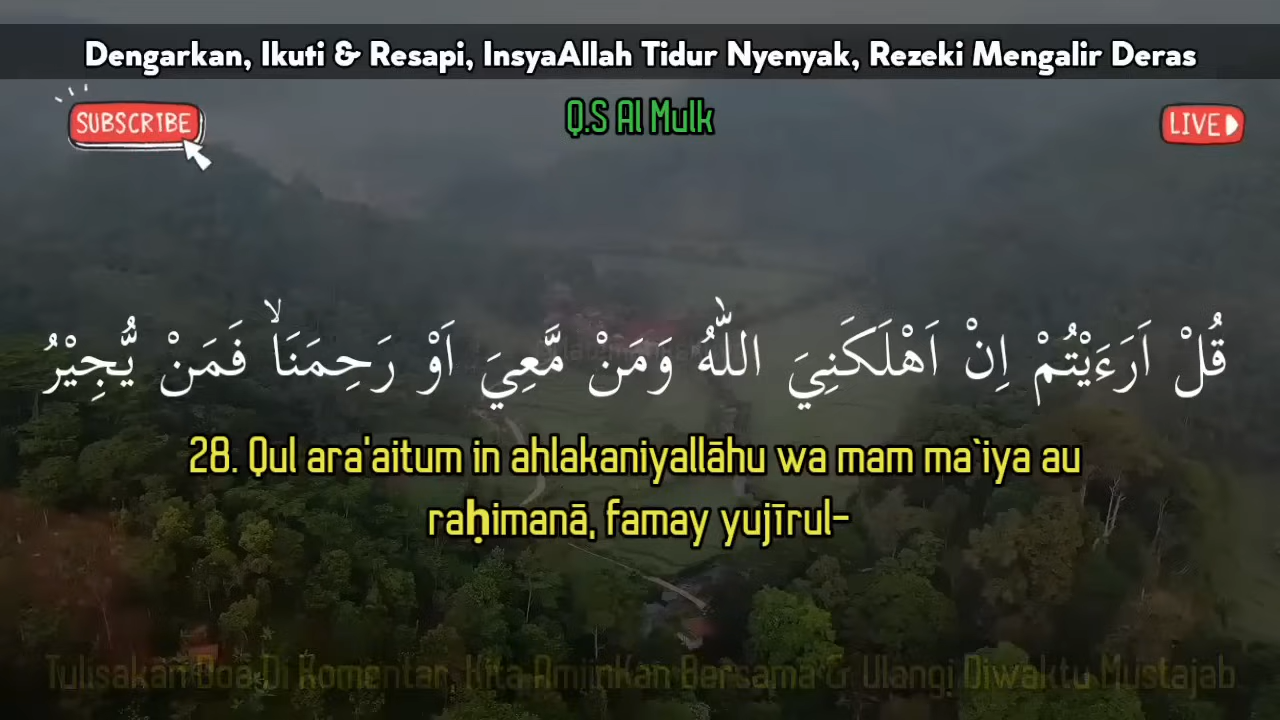 Dengarkan, Ikuti & Resapi, InsyaAllah Tidur Nyenyak, Rezeki Mengalir Deras
SUBSCRIBE
Q.S Al Mulk
LIVE
قُلْ اَرَءَيْتُمْ اِنْ اَهْلَكَنِيَ اللّٰهُ وَمَنْ مَّعِيَ اَوْ رَحِمَنَاۙ فَمَنْ يُّجِيْرُ
28. Qul ara'aitum in ahlakaniyallāhu wa mam ma`iya au
raḥimanā, famay yujīrul-
Tulisakan Doa Di Komentar, Kita AmiinKan Bersama & Ulangi Diwaktu Mustajab